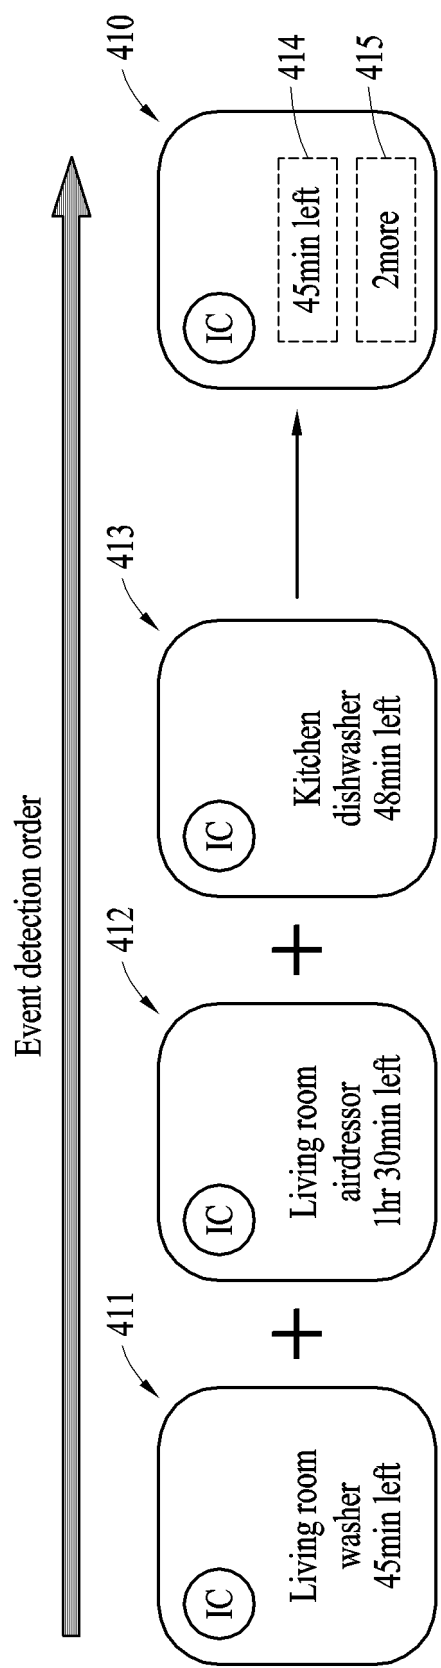 Event detection order
411
IC
Living room
washer
45min left
+
412
IC
Living room
airdressor
1hr 30min left
+
413
IC
Kitchen
dishwasher
48min left
410
IC
45min left
414
2more
415